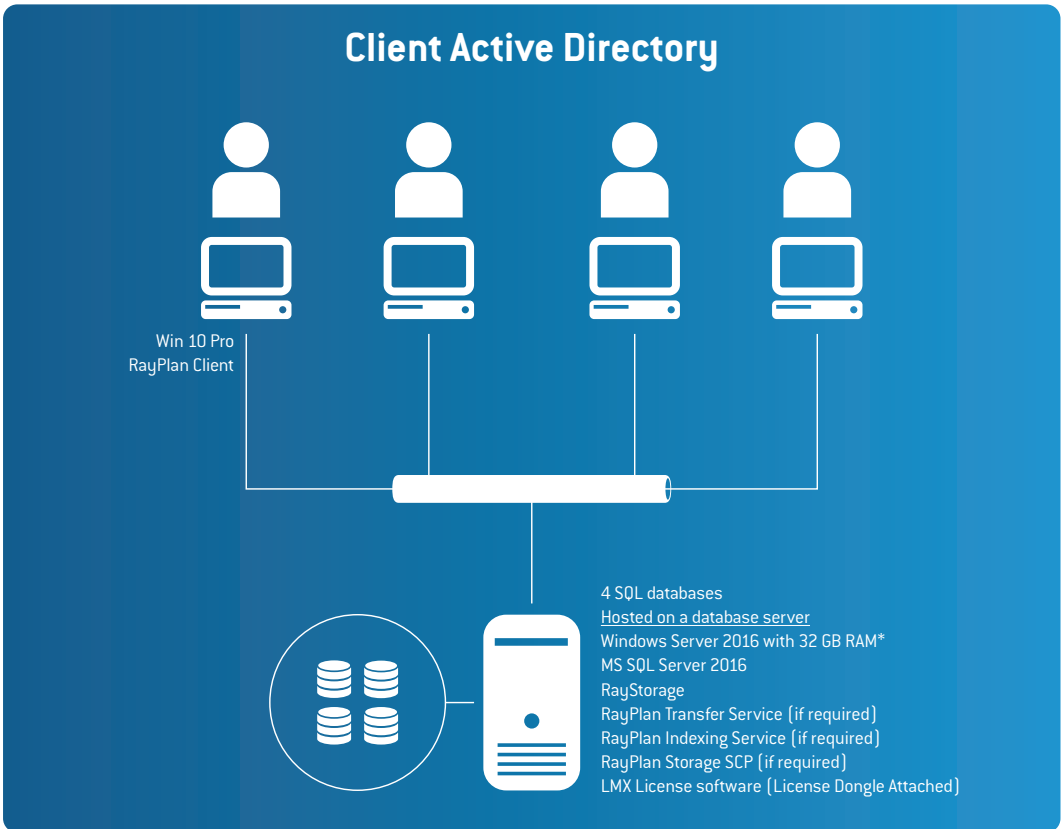 Client Active Directory
Win 10 Pro
RayPlan Client
4 SQL databases
Hosted on a database server
Windows Server 2016 with 32 GB RAM*
MS SQL Server 2016
RayStorage
RayPlan Transfer Service (if required)
RayPlan Indexing Service (if required)
RayPlan Storage SCP (if required)
LMX License software (License Dongle Attached)